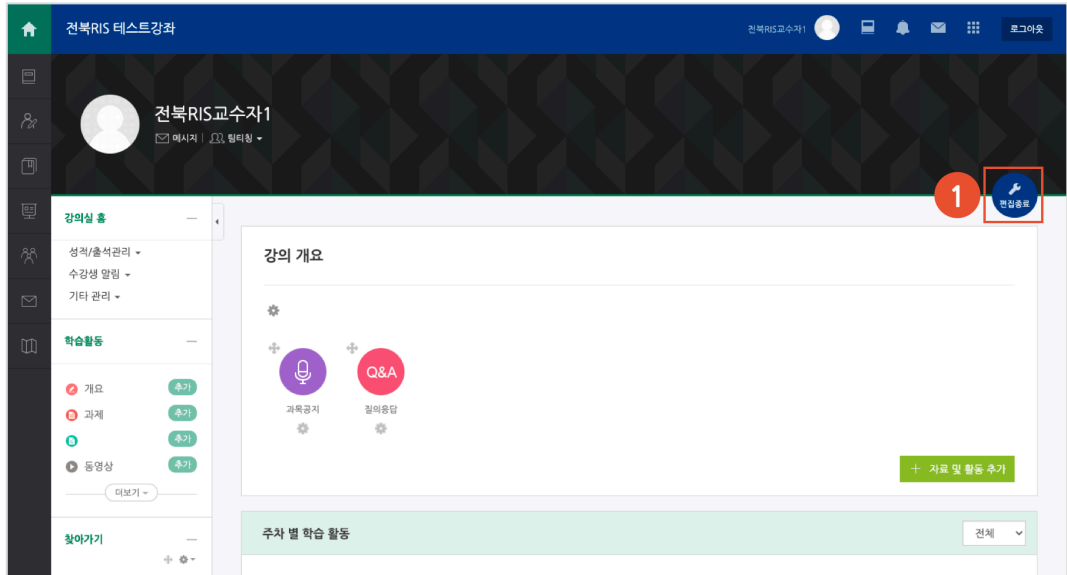 전북RIS 테스트강좌
전북RIS교수자1
로그아웃
전북RIS교수자1
메시지 | 팀티칭
1
편집종료
강의실 홈
성적/출석관리
수강생 알림
기타 관리
학습활동
개요 추가
과제 추가
추가
동영상 추가
더보기
찾아가기
강의 개요
Q&A
과목공지
질의응답
+ 자료 및 활동 추가
주차 별 학습 활동
전체